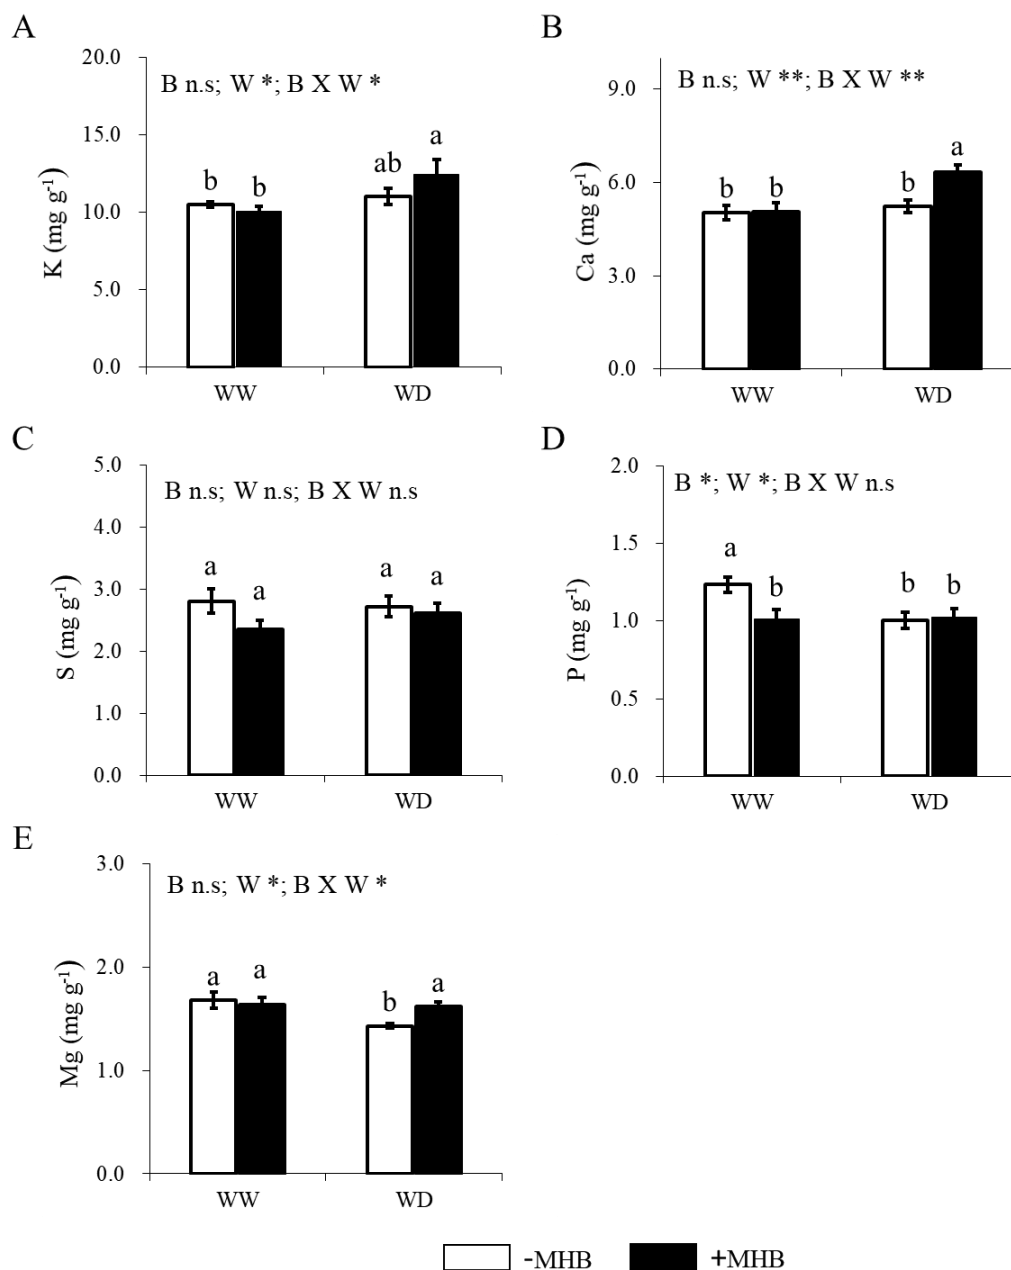 A
B n.s; W *; B X W *
20.0
15.0
10.0
5.0
0.0
K (mg g-1)
b
b
ab
a
WW
WD
B
B n.s; W **; B X W **
9.0
6.0
3.0
0.0
Ca (mg g-1)
b
b
b
a
WW
WD
C
B n.s; W n.s; B X W n.s
5.0
4.0
3.0
2.0
1.0
0.0
S (mg g-1)
a
a
a
a
WW
WD
D
B *; W *; B X W n.s
2.0
1.5
1.0
0.5
0.0
P (mg g-1)
a
b
b
b
WW
WD
E
B n.s; W *; B X W *
3.0
2.0
1.0
0.0
Mg (mg g-1)
a
a
b
a
WW
WD
-MHB
+MHB